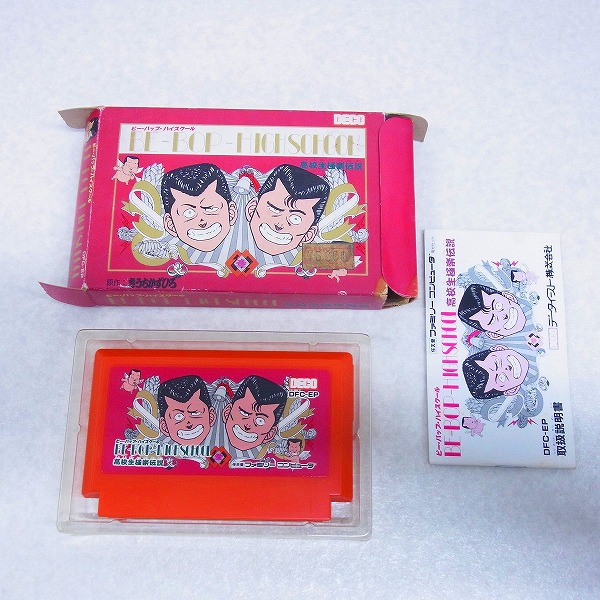 DECO
ビー・バップ・ハイスクール
BE-BOP-HIGHSCHOOL
高校生極楽伝説
原作・きうちかずひろ
DECO
DFC-EP
ビー・バップ・ハイスクール
BE-BOP-HIGHSCHOOL
高校生極楽伝説
任天堂 ファミリー コンピュータ
任天堂 ファミリー コンピュータ
ビー・バップ・ハイスクール
BE-BOP-HIGHSCHOOL
高校生極楽伝説
データイースト株式会社
DFC-EP
取扱説明書